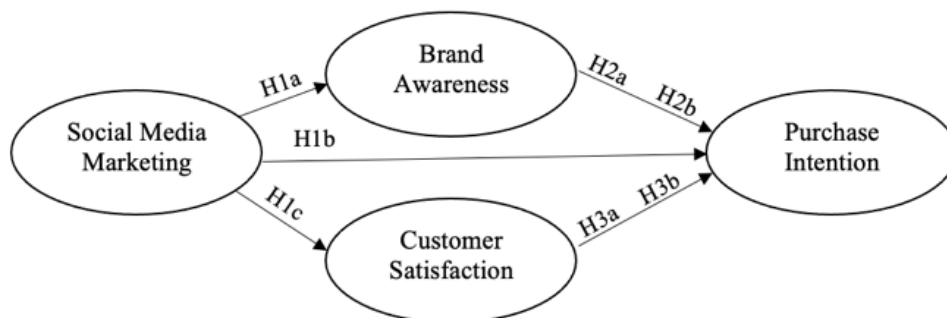 Brand
Awareness
H1a
H2a
H2b
Social Media
Marketing
H1b
Purchase
Intention
H1c
H3a
H3b
Customer
Satisfaction